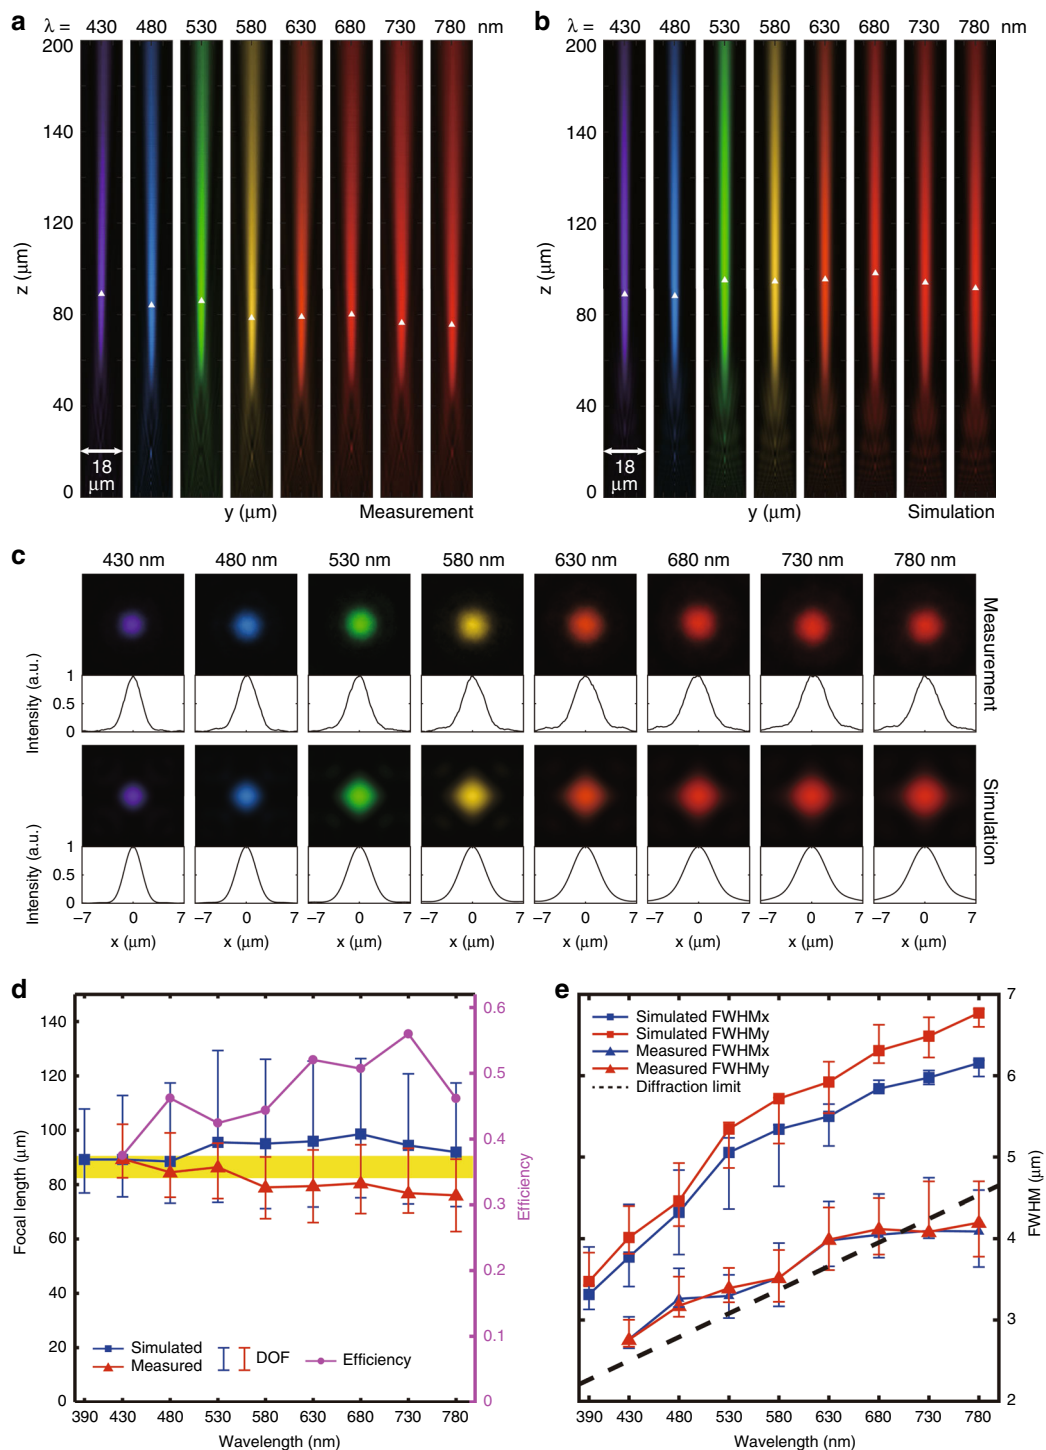 a λ = 430 480 530 580 630 680 730 780 nm
200
140
120
80
40
0
z (μm)
18
μm
y (μm) Measurement
b λ = 430 480 530 580 630 680 730 780 nm
200
140
120
80
40
0
z (μm)
18
μm
y (μm) Simulation
c 430 nm 480 nm 530 nm 580 nm 630 nm 680 nm 730 nm 780 nm
Measurement
Intensity (a.u.)
1
0.5
0
Simulation
Intensity (a.u.)
1
0.5
0
−7 0 7 −7 0 7 −7 0 7 −7 0 7 −7 0 7 −7 0 7 −7 0 7 −7 0 7
x (μm) x (μm) x (μm) x (μm) x (μm) x (μm) x (μm) x (μm)
d
140
120
100
80
60
40
20
0
Focal length (μm)
0.6
0.5
0.4
0.3
0.2
0.1
0
Efficiency
Simulated
Measured
DOF
Efficiency
390 430 480 530 580 630 680 730 780
Wavelength (nm)
e
Simulated FWHMx
Simulated FWHMy
Measured FWHMx
Measured FWHMy
Diffraction limit
7
6
5
4
3
2
FWHM (μm)
390 430 480 530 580 630 680 730 780
Wavelength (nm)